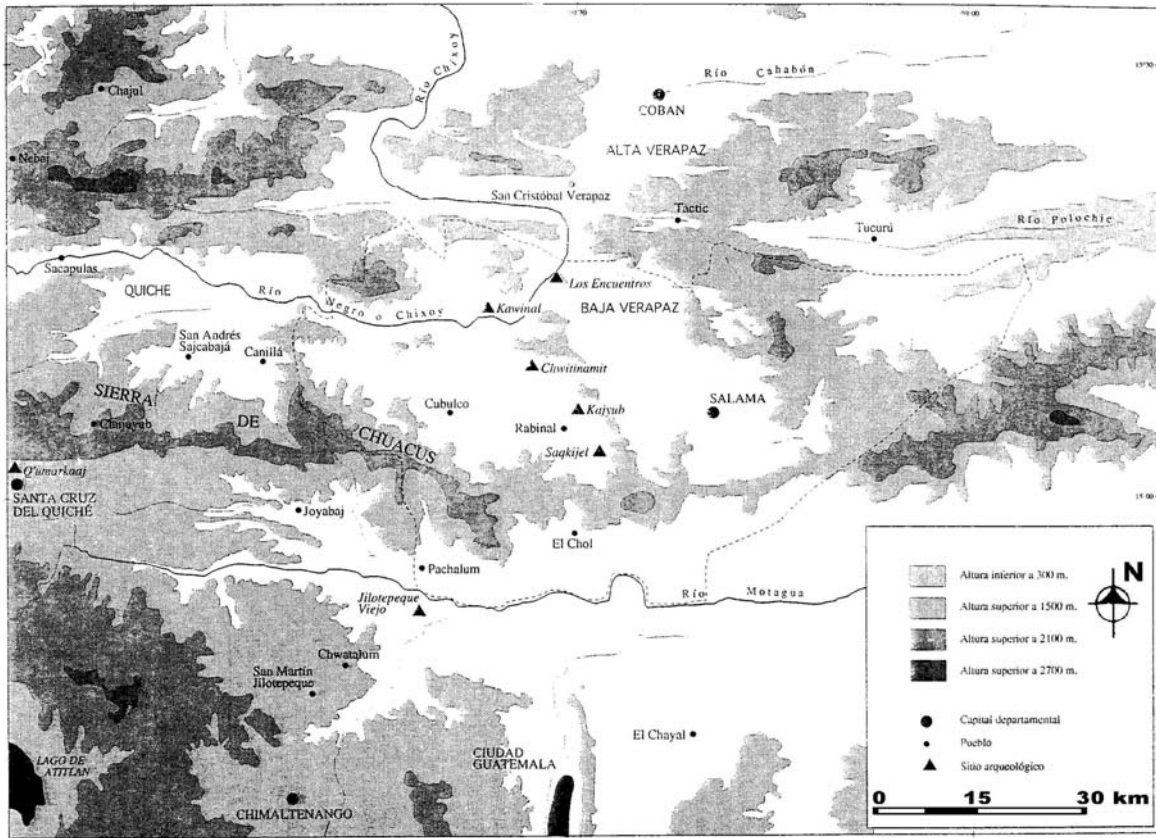 Río Chixoy
Chajul
Río Cahabón
COBAN
ALTA VERAPAZ
Nebaj
San Cristóbal Verapaz
Tactic
Tucurú
Río Polochic
Sacapulas
QUICHE
Río
Negro o Chixoy
Los Encuentros
Kawinal
BAJA VERAPAZ
San Andrés
Sajcabajá
Canillá
Chwitinamit
SIERRA
DE
CHUACUS
Cubulco
Kajyub
Rabinal
SALAMA
Saqkijel
Q'umarkaaj
SANTA CRUZ
DEL QUICHÉ
Joyabaj
El Chol
15 00
Pachalum
Jilotepeque
Viejo
Río Motagua
Chwatalum
San Martín
Jilotepeque
LAGO DE
ATITLAN
CHIMALTENANGO
CIUDAD
GUATEMALA
El Chayal
N
Altura inferior a 300 m.
Altura superior a 1500 m.
Altura superior a 2100 m.
Altura superior a 2700 m.
Capital departamental
Pueblo
Sitio arqueológico
0 15 30 km